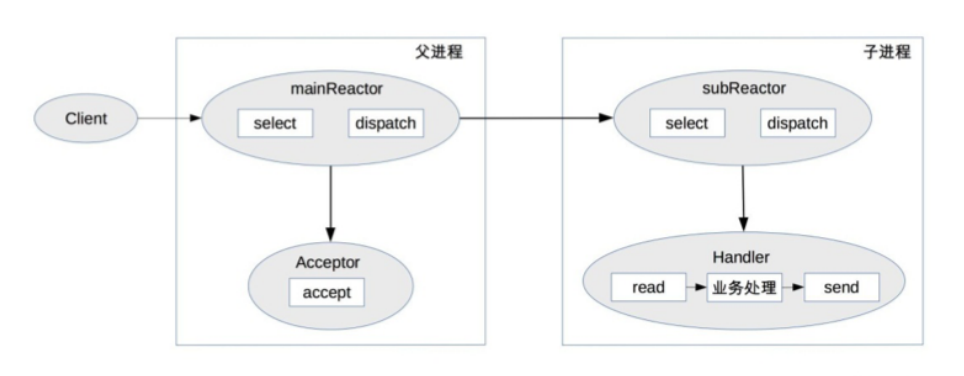 父进程
子进程
Client
mainReactor
select
dispatch
Acceptor
accept
subReactor
select
dispatch
Handler
read
业务处理
send